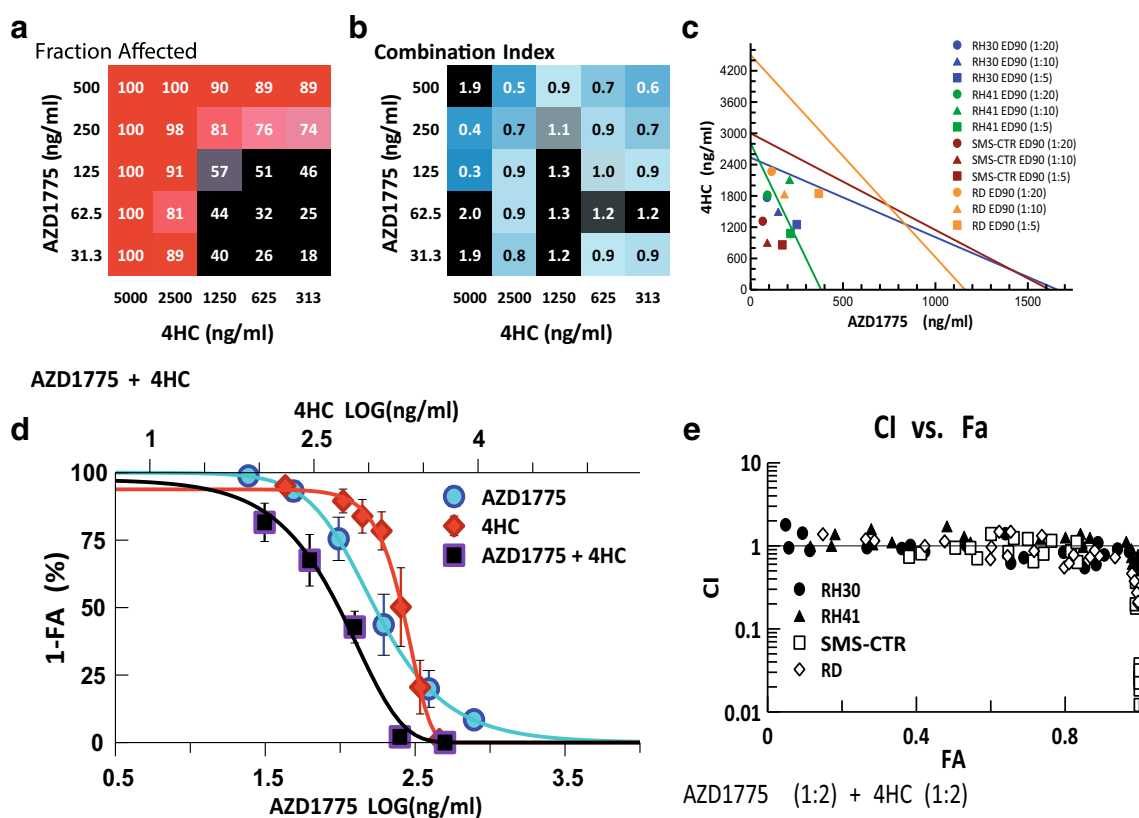 a
Fraction Affected
AZD1775 (ng/ml)
500 100 100 90 89 89
250 100 98 81 76 74
125 100 91 57 51 46
62.5 100 81 44 32 25
31.3 100 89 40 26 18
5000 2500 1250 625 313
4HC (ng/ml)
b
Combination Index
AZD1775 (ng/ml)
500 1.9 0.5 0.9 0.7 0.6
250 0.4 0.7 1.1 0.9 0.7
125 0.3 0.9 1.3 1.0 0.9
62.5 2.0 0.9 1.3 1.2 1.2
31.3 1.9 0.8 1.2 0.9 0.9
5000 2500 1250 625 313
4HC (ng/ml)
c
4HC (ng/ml)
4200
3600
3000
2400
1800
1200
600
0
0 500 1000 1500
AZD1775 (ng/ml)
RH30 ED90 (1:20)
RH30 ED90 (1:10)
RH30 ED90 (1:5)
RH41 ED90 (1:20)
RH41 ED90 (1:10)
RH41 ED90 (1:5)
SMS-CTR ED90 (1:20)
SMS-CTR ED90 (1:10)
SMS-CTR ED90 (1:5)
RD ED90 (1:20)
RD ED90 (1:10)
RD ED90 (1:5)
AZD1775 + 4HC
d
4HC LOG(ng/ml)
1 2.5 4
1-FA (%)
100
75
50
25
0
0.5 1.5 2.5 3.5
AZD1775 LOG(ng/ml)
AZD1775
4HC
AZD1775 + 4HC
e
CI vs. Fa
CI
10
1
0.1
0.01
0 0.4 0.8
FA
RH30
RH41
SMS-CTR
RD
AZD1775 (1:2) + 4HC (1:2)